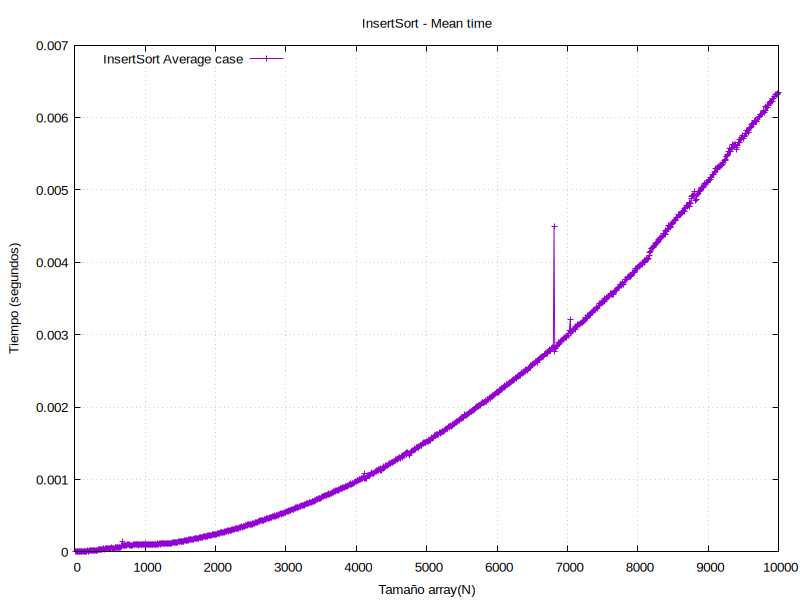 InsertSort - Mean time
InsertSort Average case
0.007
0.006
0.005
0.004
0.003
0.002
0.001
0
Tiempo (segundos)
0 1000 2000 3000 4000 5000 6000 7000 8000 9000 10000
Tamaño array(N)